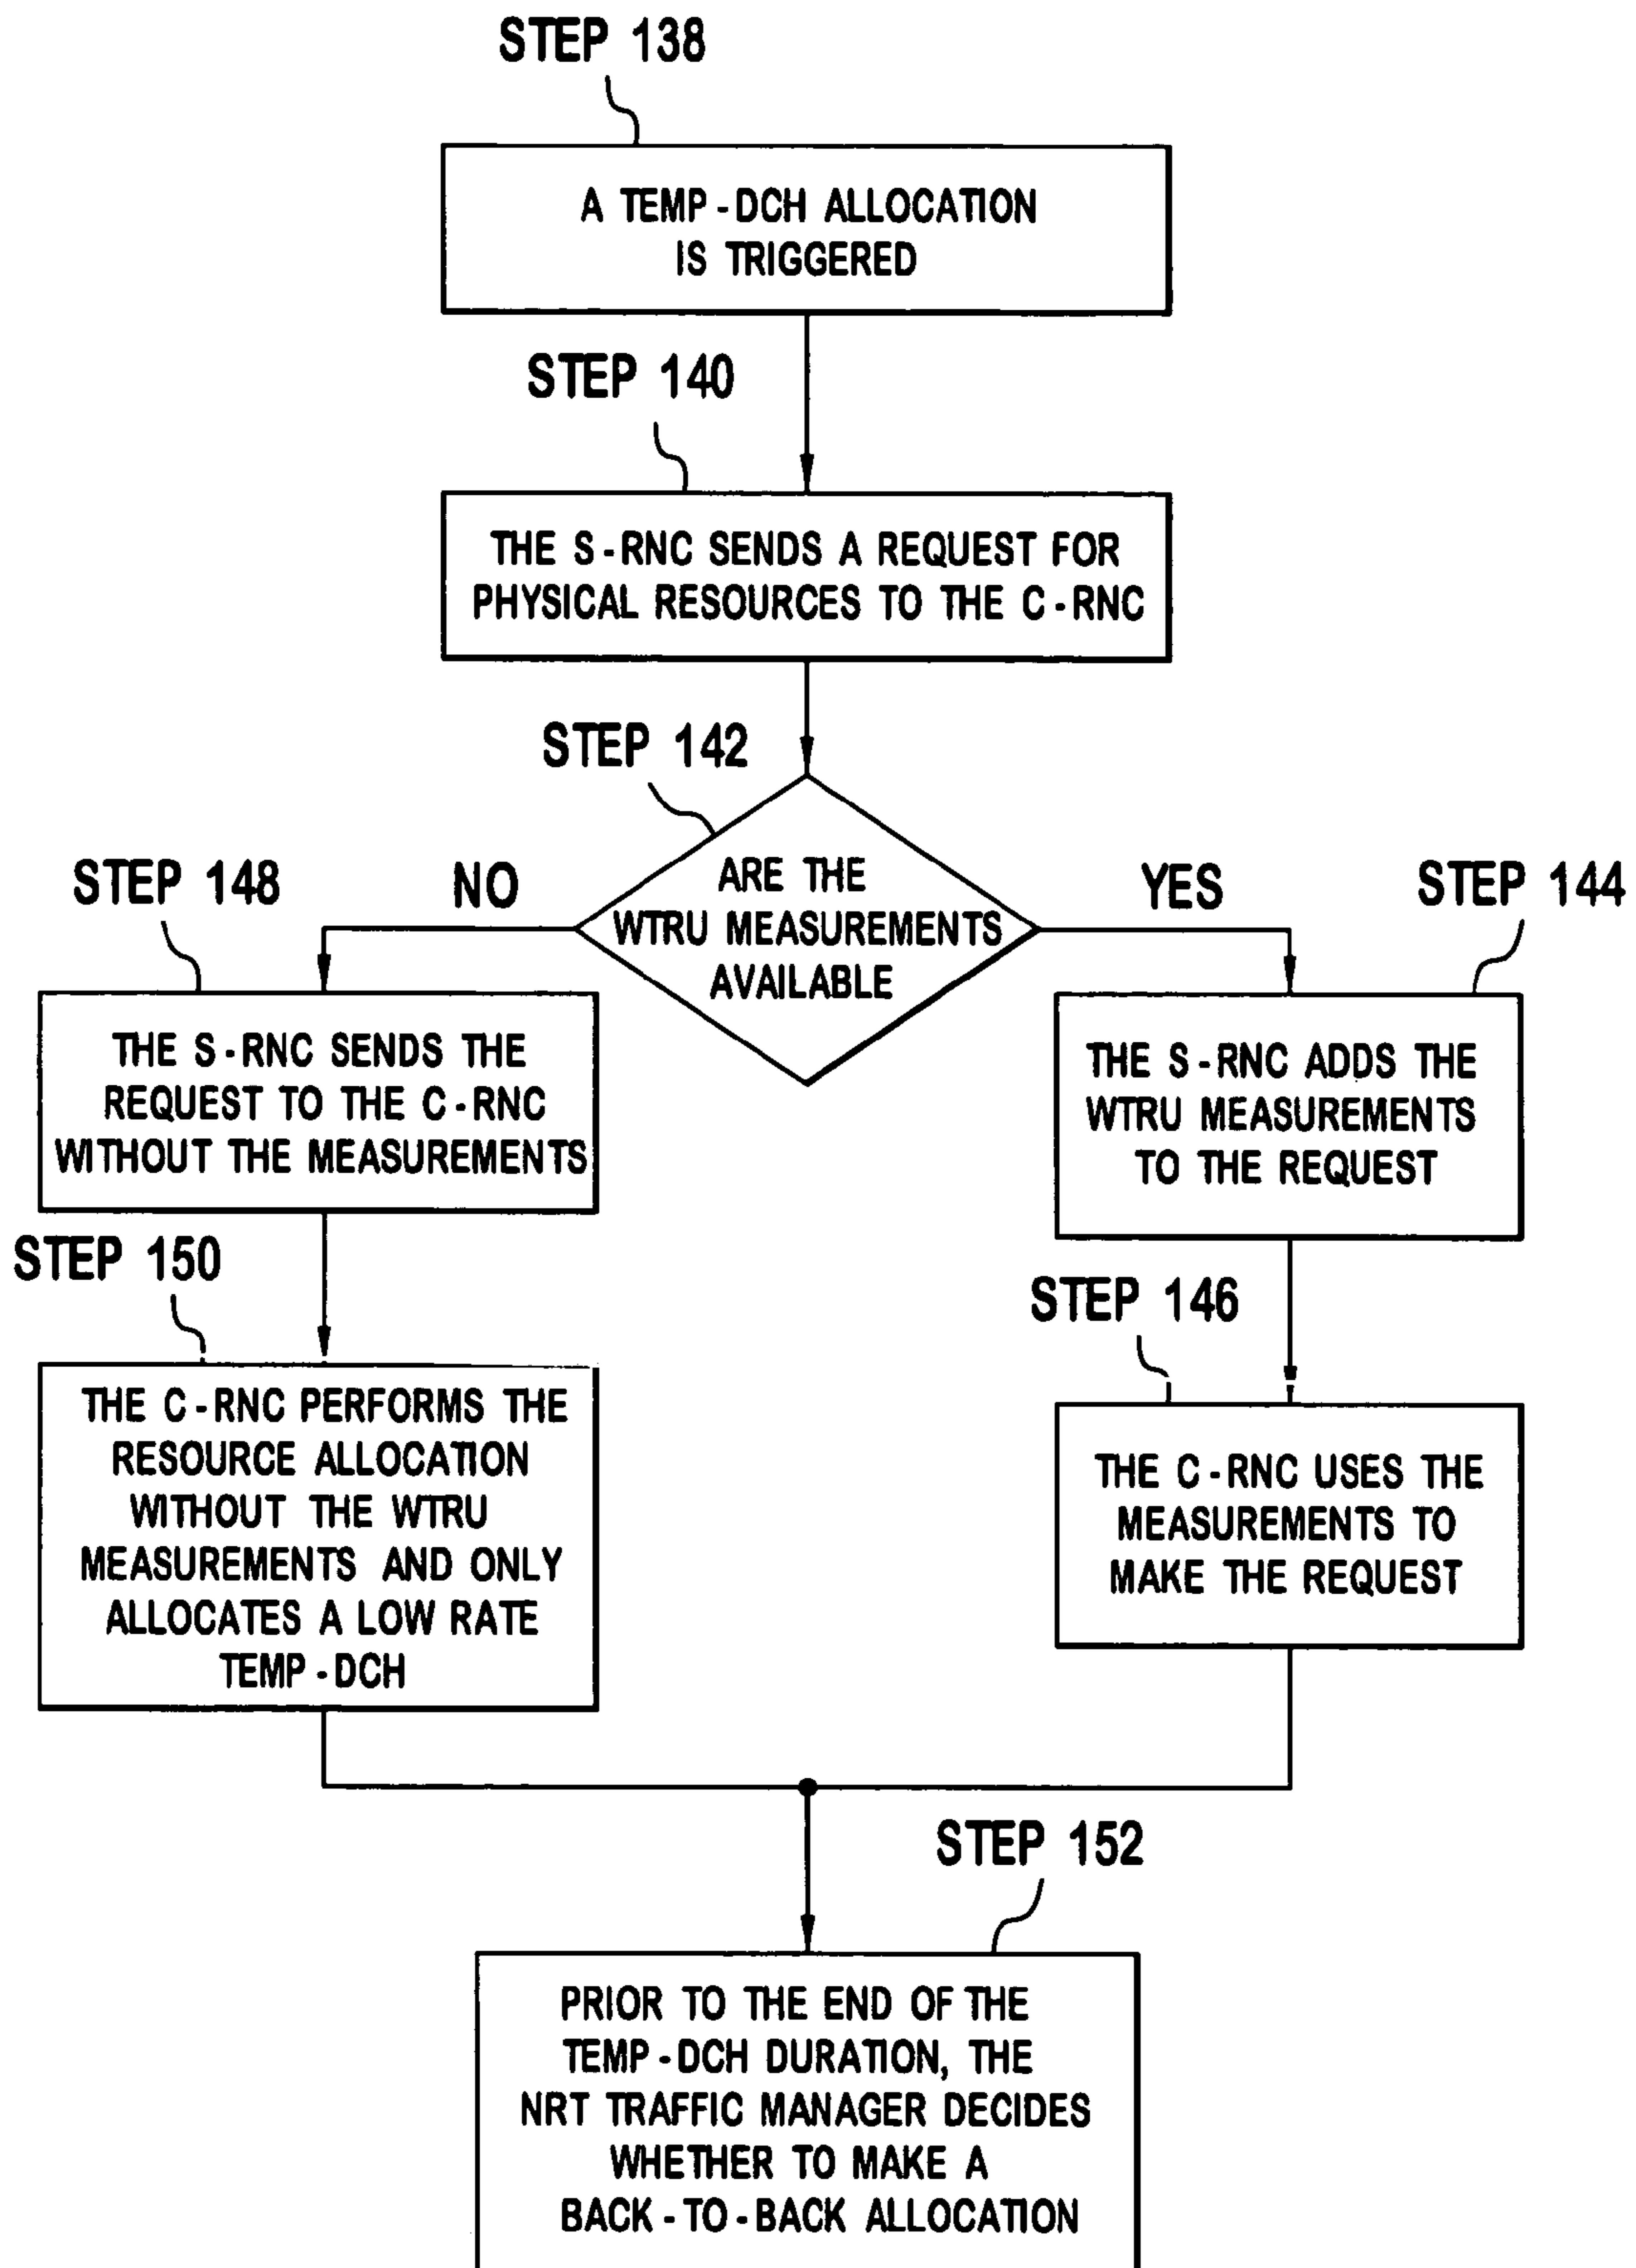 STEP 138
A TEMP-DCH ALLOCATION
IS TRIGGERED
STEP 140
THE S-RNC SENDS A REQUEST FOR
PHYSICAL RESOURCES TO THE C-RNC
STEP 142
ARE THE
WTRU MEASUREMENTS
AVAILABLE
NO
YES
STEP 148
THE S-RNC SENDS THE
REQUEST TO THE C-RNC
WITHOUT THE MEASUREMENTS
STEP 144
THE S-RNC ADDS THE
WTRU MEASUREMENTS
TO THE REQUEST
STEP 150
THE C-RNC PERFORMS THE
RESOURCE ALLOCATION
WITHOUT THE WTRU
MEASUREMENTS AND ONLY
ALLOCATES A LOW RATE
TEMP-DCH
STEP 146
THE C-RNC USES THE
MEASUREMENTS TO
MAKE THE REQUEST
STEP 152
PRIOR TO THE END OF THE
TEMP-DCH DURATION, THE
NRT TRAFFIC MANAGER DECIDES
WHETHER TO MAKE A
BACK-TO-BACK ALLOCATION